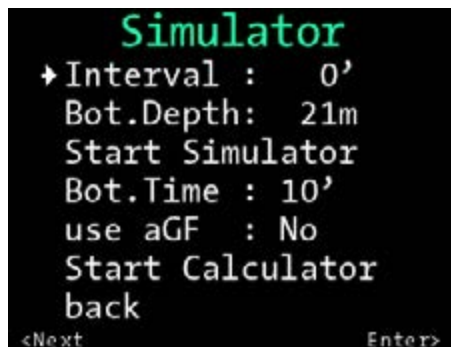 Simulator
Interval : 0’
Bot.Depth: 21m
Start Simulator
Bot.Time : 10’
use aGF : No
Start Calculator
back
<Next Enter>